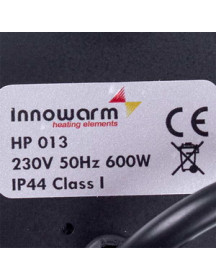 innowarm
heating elements
CE
HP 013
230V 50Hz 600W
IP44 Class I